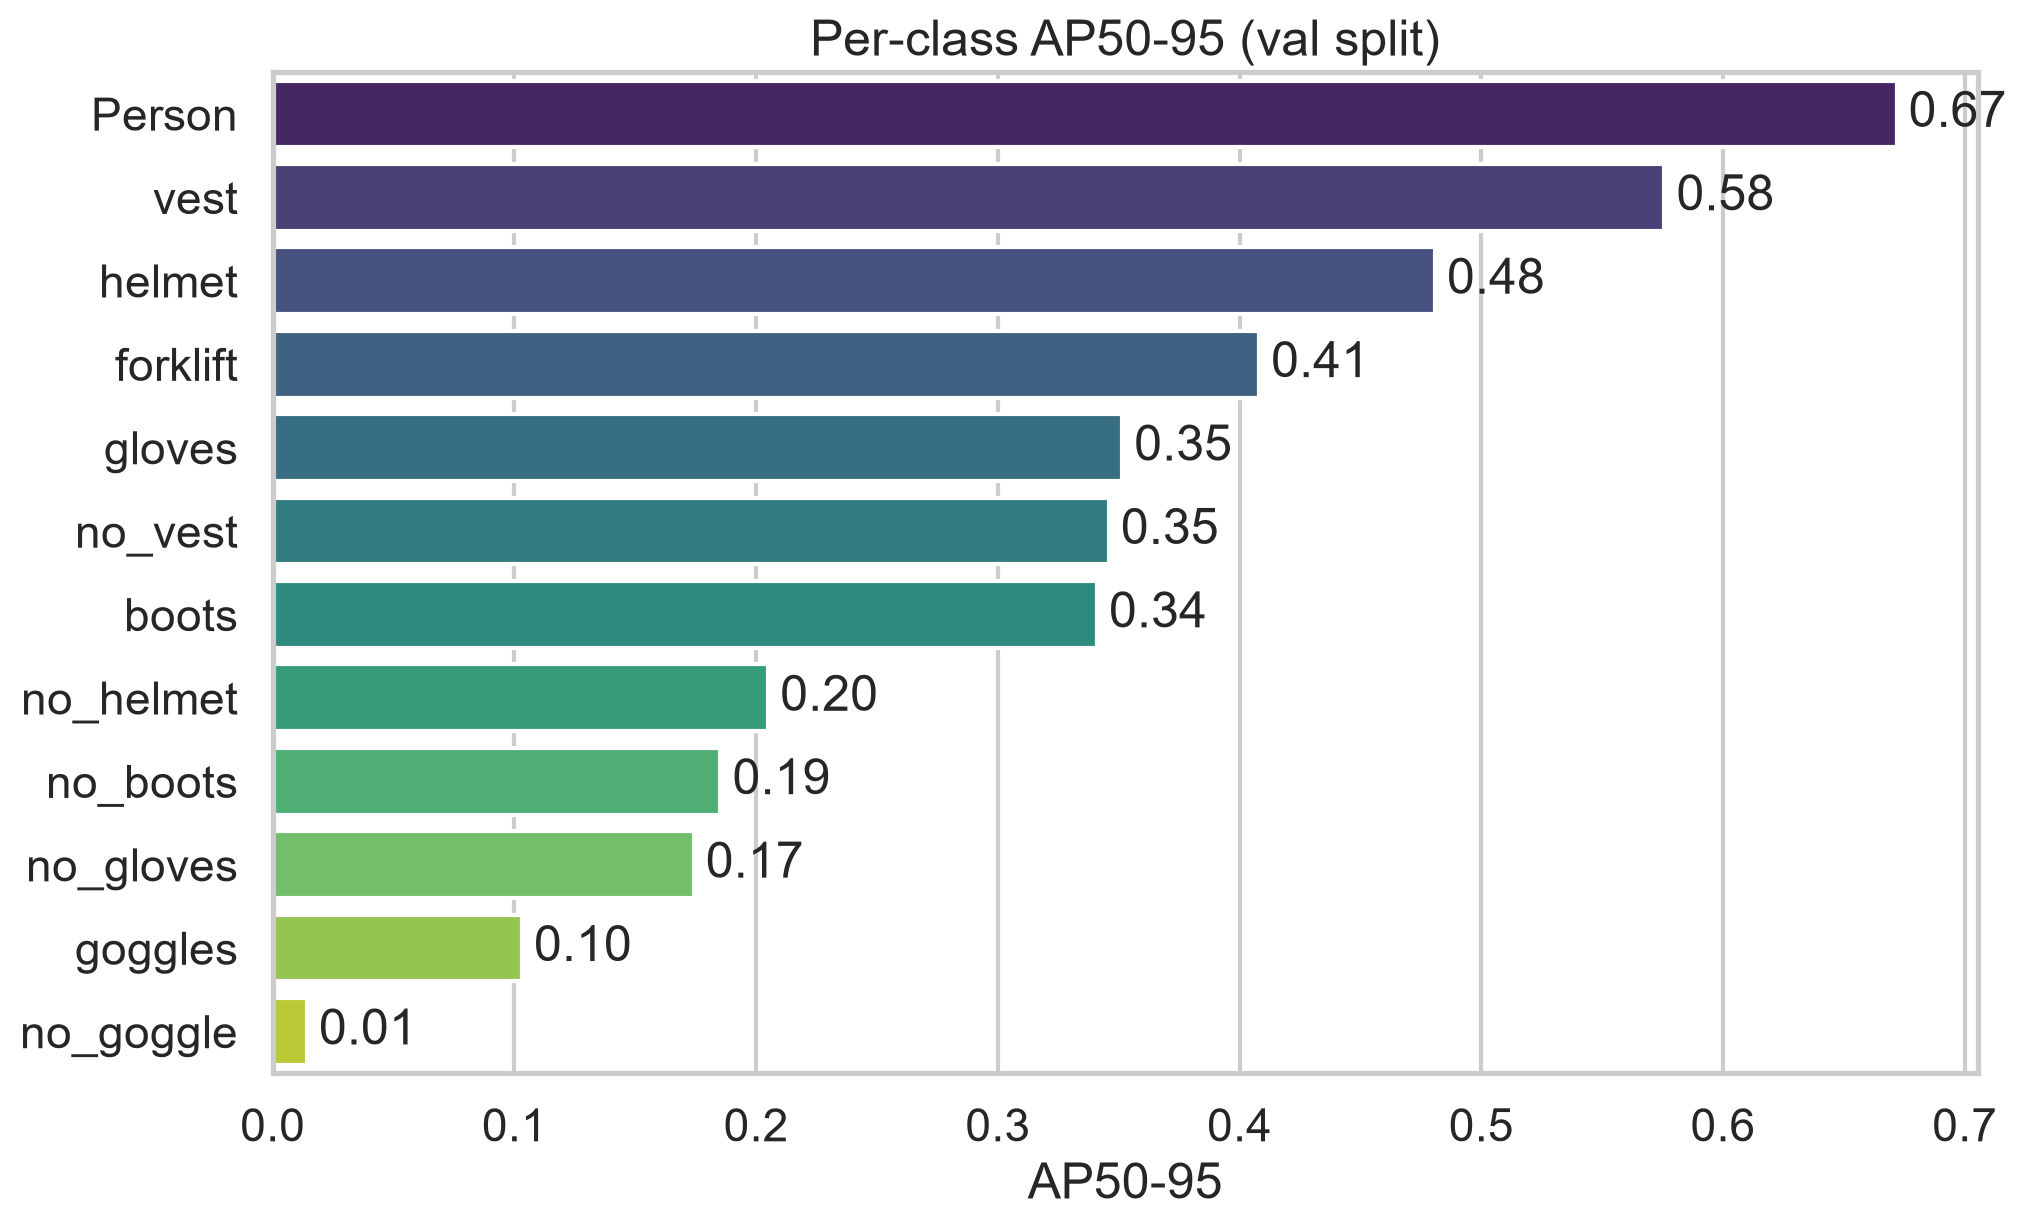 Per-class AP50-95 (val split)
Person 0.67
vest 0.58
helmet 0.48
forklift 0.41
gloves 0.35
no_vest 0.35
boots 0.34
no_helmet 0.20
no_boots 0.19
no_gloves 0.17
goggles 0.10
no_goggle 0.01
0.0 0.1 0.2 0.3 0.4 0.5 0.6 0.7
AP50-95